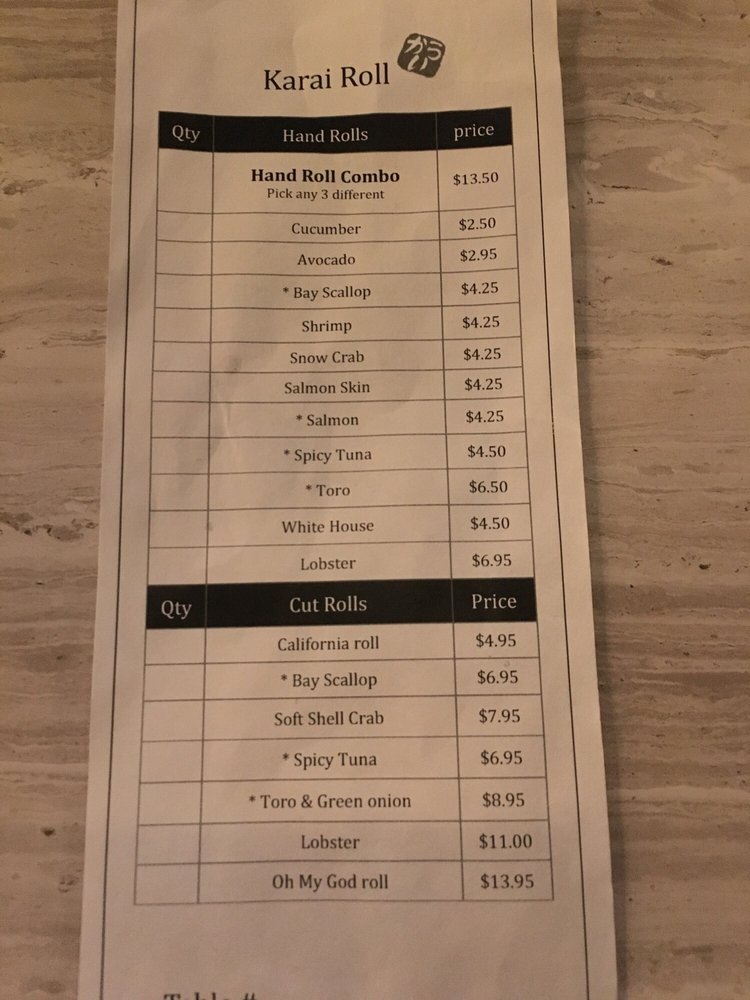 からい
Karai Roll
Qty Hand Rolls price
Hand Roll Combo $13.50
Pick any 3 different
Cucumber $2.50
Avocado $2.95
* Bay Scallop $4.25
Shrimp $4.25
Snow Crab $4.25
Salmon Skin $4.25
* Salmon $4.25
* Spicy Tuna $4.50
* Toro $6.50
White House $4.50
Lobster $6.95
Qty Cut Rolls Price
California roll $4.95
* Bay Scallop $6.95
Soft Shell Crab $7.95
* Spicy Tuna $6.95
* Toro & Green onion $8.95
Lobster $11.00
Oh My God roll $13.95
Table #